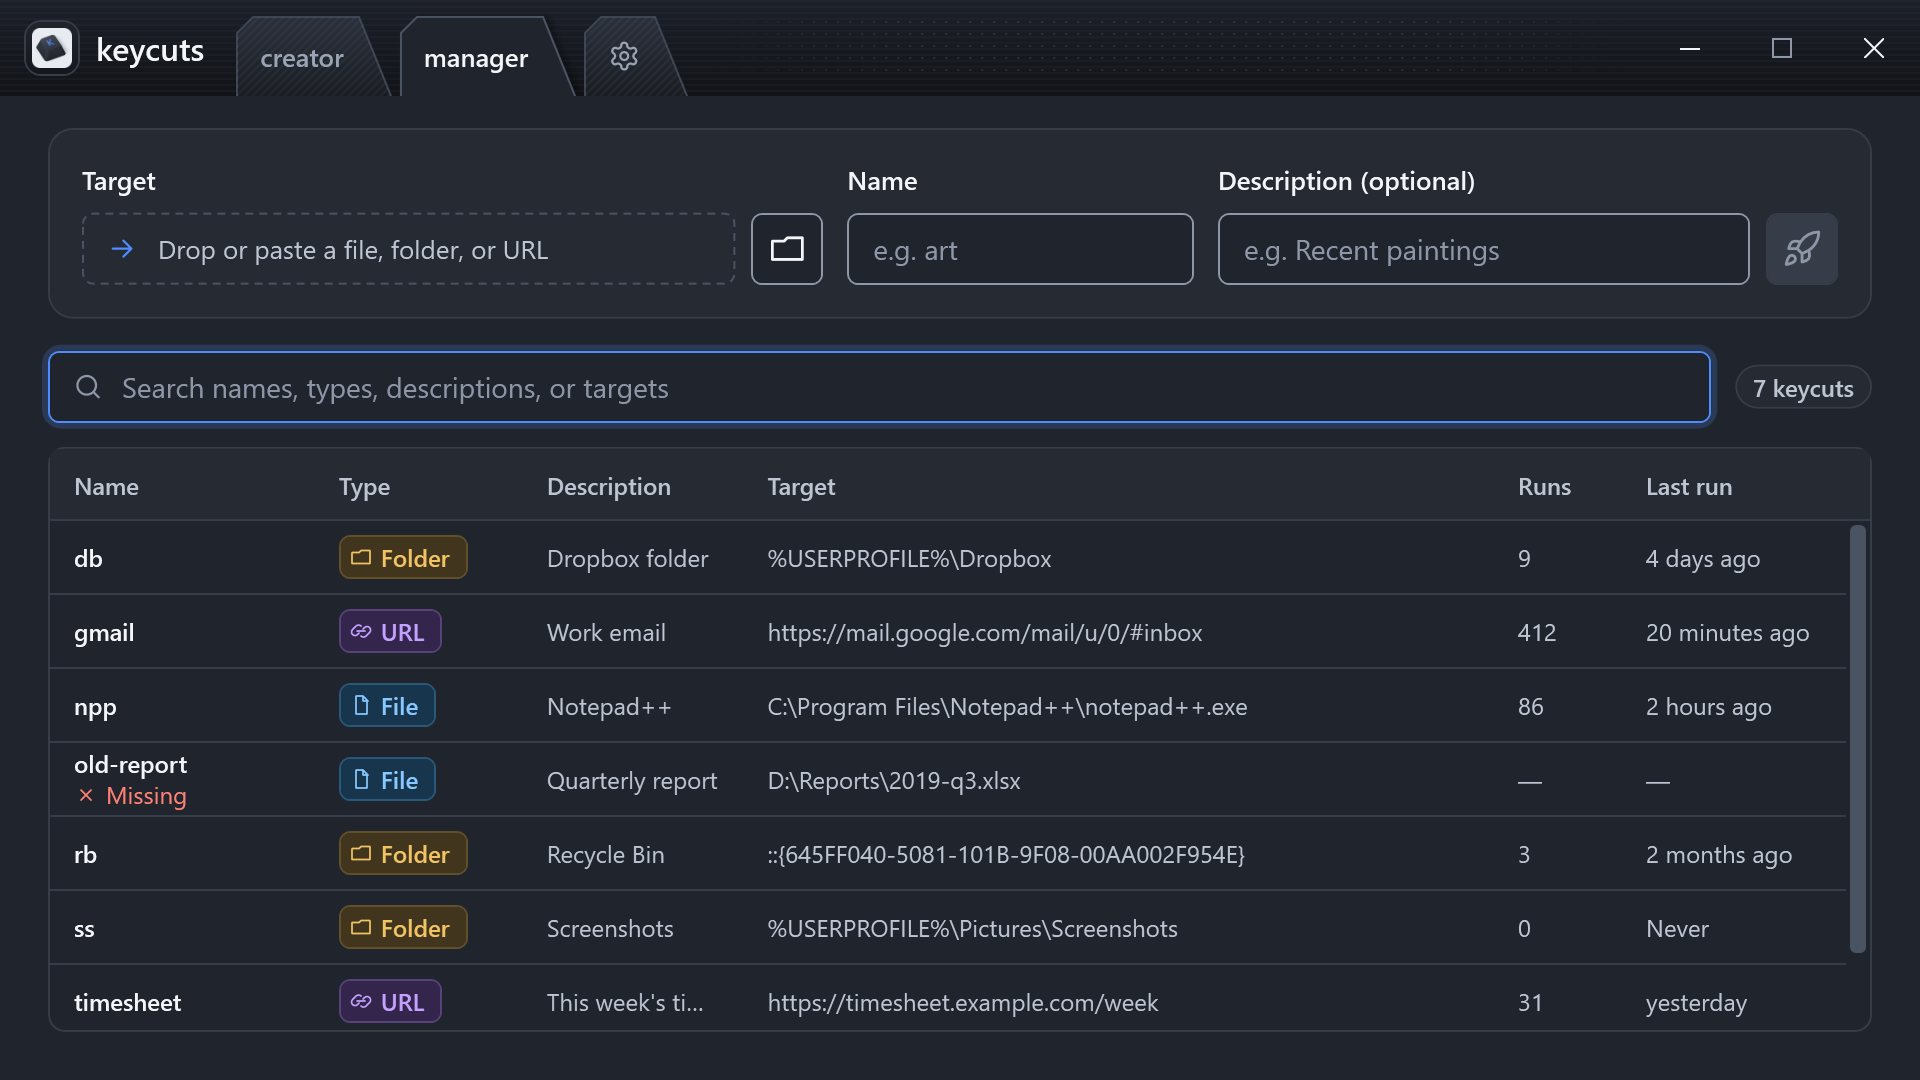 keycuts
creator
manager
Target
Name
Description (optional)
Drop or paste a file, folder, or URL
e.g. art
e.g. Recent paintings
Search names, types, descriptions, or targets
7 keycuts
Name Type Description Target Runs Last run
db Folder Dropbox folder %USERPROFILE%\Dropbox 9 4 days ago
gmail URL Work email https://mail.google.com/mail/u/0/#inbox 412 20 minutes ago
npp File Notepad++ C:\Program Files\Notepad++\notepad++.exe 86 2 hours ago
old-report File Quarterly report D:\Reports\2019-q3.xlsx — —
Missing
rb Folder Recycle Bin ::{645FF040-5081-101B-9F08-00AA002F954E} 3 2 months ago
ss Folder Screenshots %USERPROFILE%\Pictures\Screenshots 0 Never
timesheet URL This week's ti... https://timesheet.example.com/week 31 yesterday